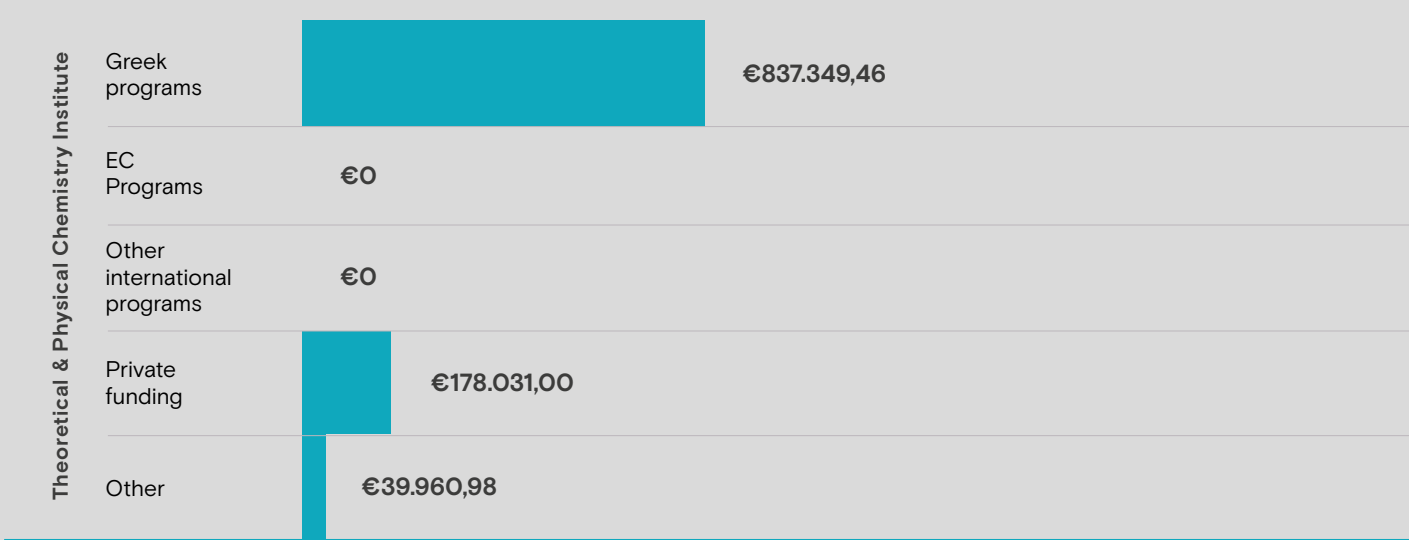 Theoretical & Physical Chemistry Institute
Greek
programs
€837.349,46
EC
Programs
€0
Other
international
programs
€0
Private
funding
€178.031,00
Other
€39.960,98